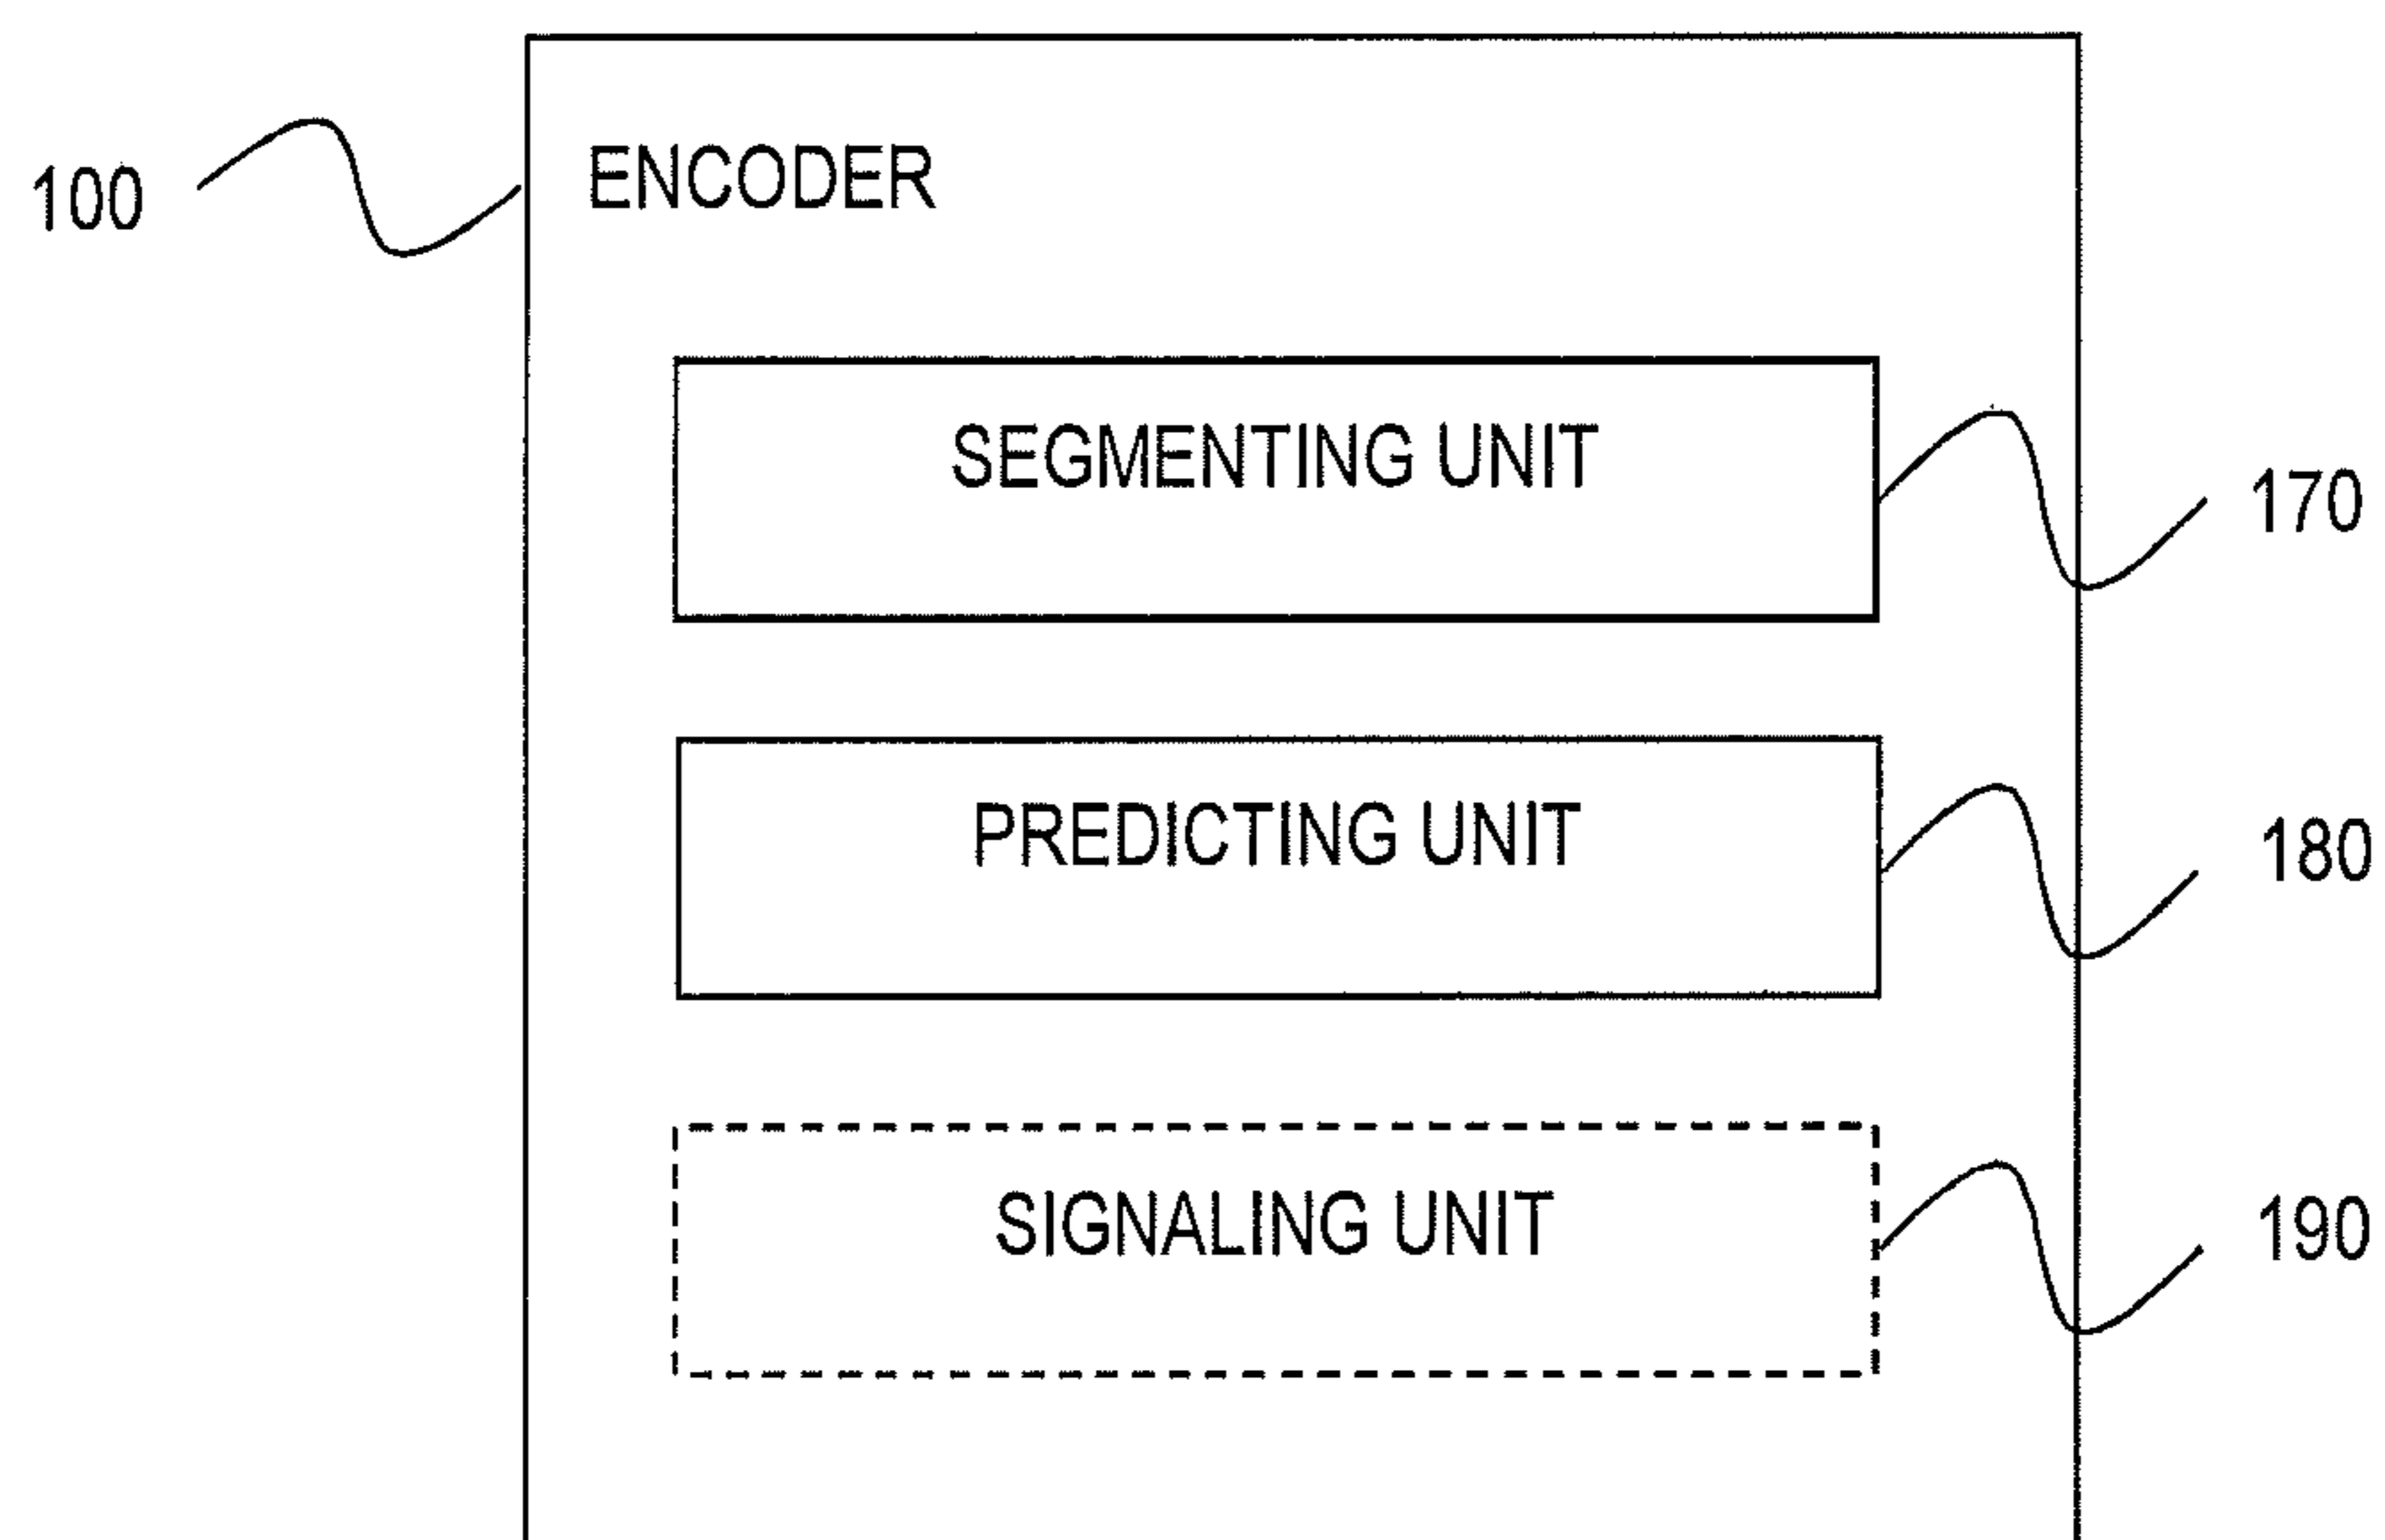 100
ENCODER
SEGMENTING UNIT
170
PREDICTING UNIT
180
SIGNALING UNIT
190